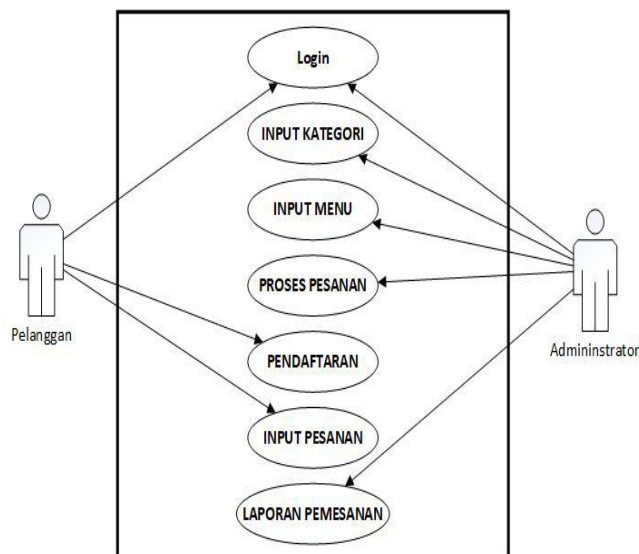 Login
INPUT KATEGORI
INPUT MENU
PROSES PESANAN
Pelanggan
Admininstrator
PENDAFTARAN
INPUT PESANAN
LAPORAN PEMESANAN